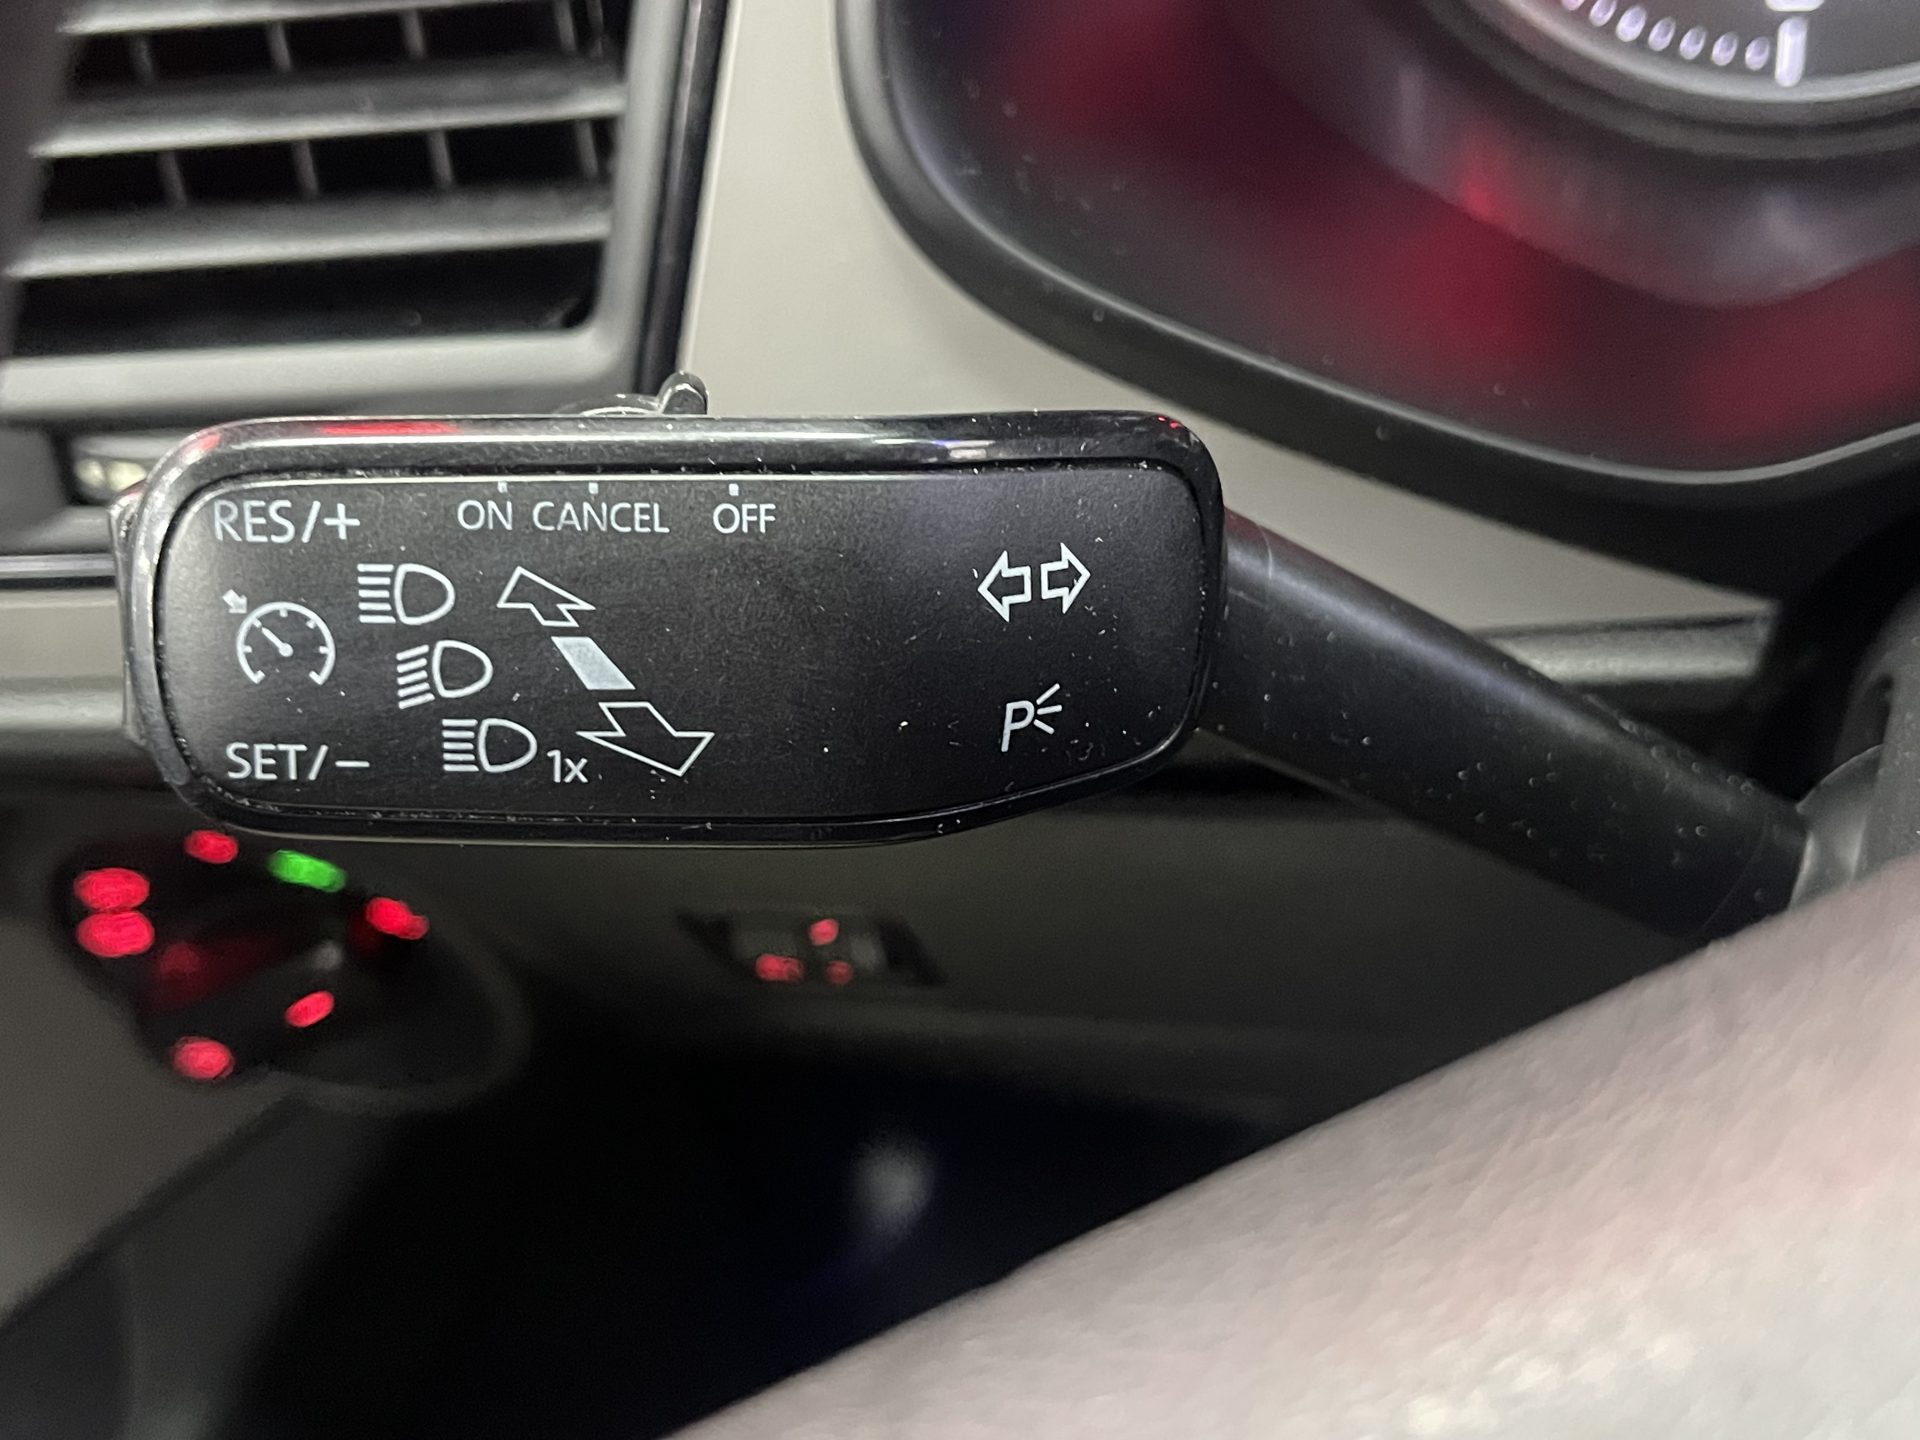 RES/+ ON CANCEL OFF
SET/− 1x
P